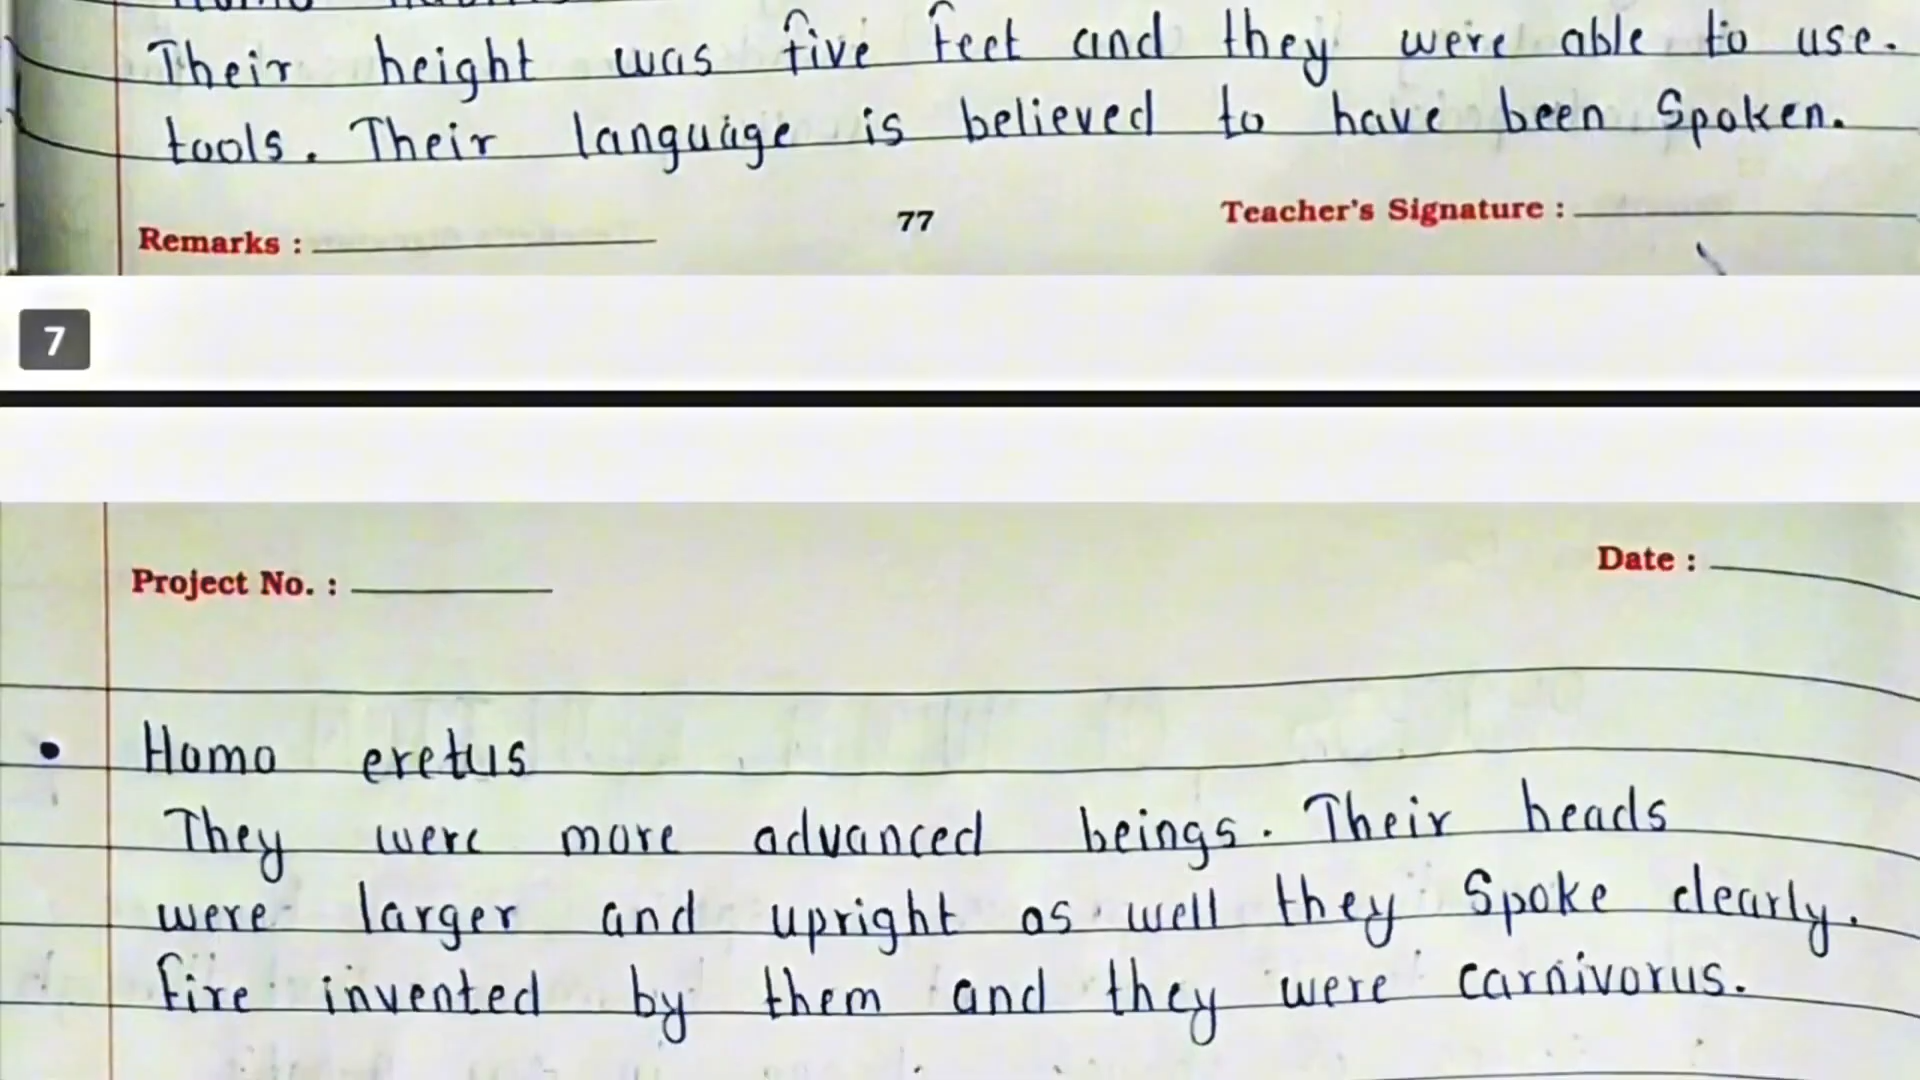 Their height was five feet and they were able to use.
tools. Their language is believed to have been Spoken.
Remarks :
77
Teacher's Signature :
7
Project No. :
Date :
• Homo eretus
They were more advanced beings. Their heads
were larger and upright as well they Spoke clearly.
fire invented by them and they were carnivorus.